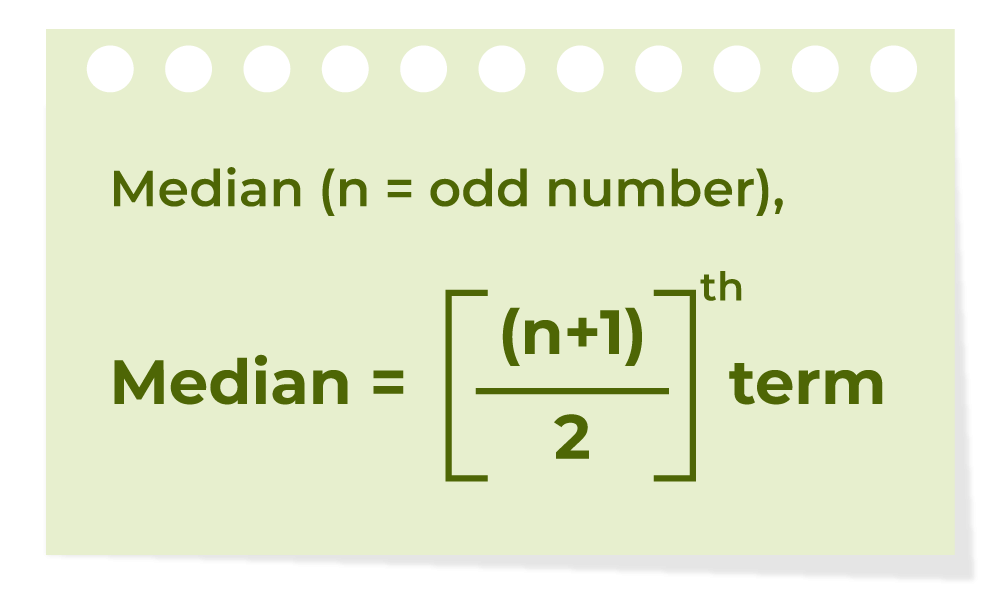 Median (n = odd number),
Median = [(n+1)/2]th term